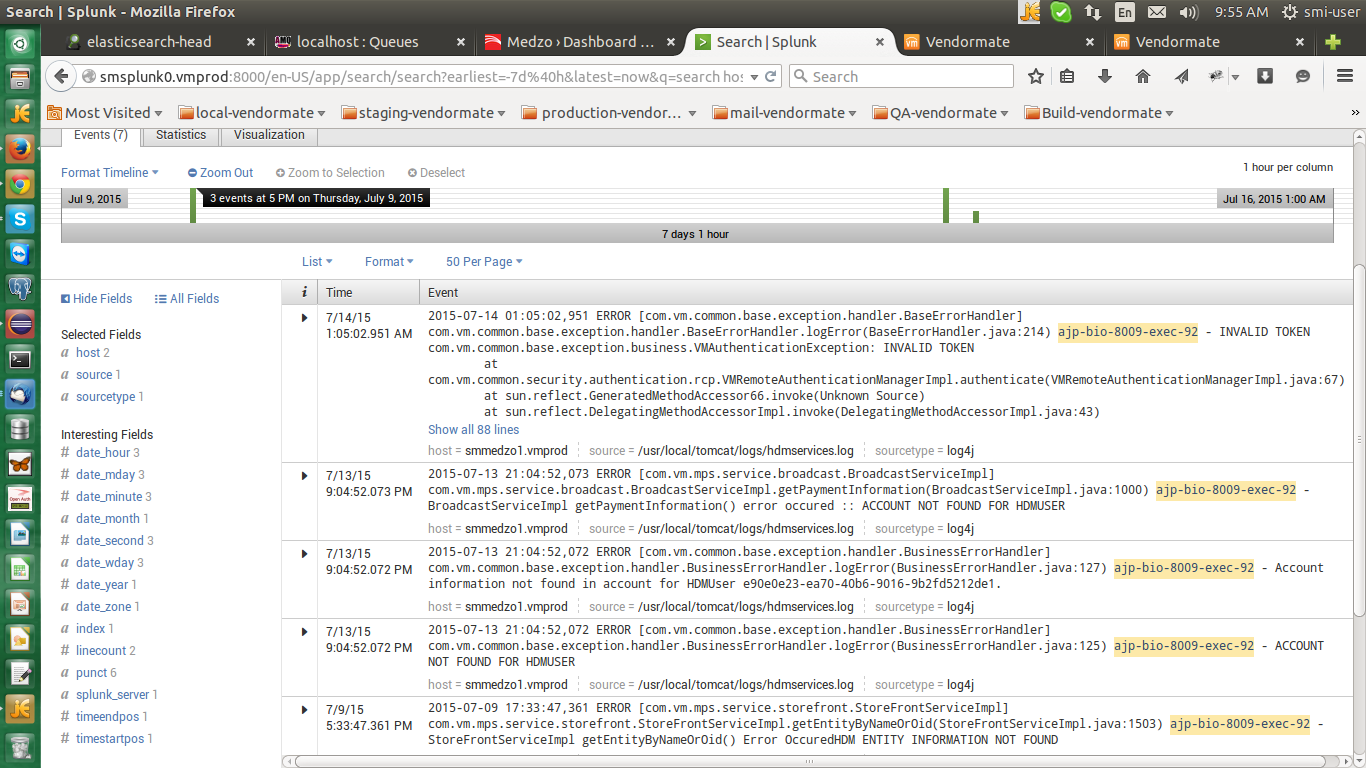 Search | Splunk - Mozilla Firefox
En
9:55 AM
smi-user
elasticsearch-head
localhost : Queues
Medzo › Dashboard ...
Search | Splunk
Vendormate
Vendormate
smsplunk0.vmprod:8000/en-US/app/search/search?earliest=-7d%40h&latest=now&q=search hos
Search
Most Visited
local-vendormate
staging-vendormate
production-vendor...
mail-vendormate
QA-vendormate
Build-vendormate
Events (7)
Statistics
Visualization
Format Timeline
Zoom Out
Zoom to Selection
Deselect
1 hour per column
Jul 9, 2015
3 events at 5 PM on Thursday, July 9, 2015
Jul 16, 2015 1:00 AM
7 days 1 hour
List
Format
50 Per Page
Hide Fields
All Fields
Selected Fields
a host 2
a source 1
a sourcetype 1
Interesting Fields
# date_hour 3
# date_mday 3
# date_minute 3
a date_month 1
# date_second 3
a date_wday 3
# date_year 1
a date_zone 1
a index 1
# linecount 2
a punct 6
a splunk_server 1
# timeendpos 1
# timestartpos 1
i
Time
Event
7/14/15
1:05:02.951 AM
2015-07-14 01:05:02,951 ERROR [com.vm.common.base.exception.handler.BaseErrorHandler]
com.vm.common.base.exception.handler.BaseErrorHandler.logError(BaseErrorHandler.java:214) ajp-bio-8009-exec-92 - INVALID TOKEN
com.vm.common.base.exception.business.VMAuthenticationException: INVALID TOKEN
at
com.vm.common.security.authentication.rcp.VMRemoteAuthenticationManagerImpl.authenticate(VMRemoteAuthenticationManagerImpl.java:67)
at sun.reflect.GeneratedMethodAccessor66.invoke(Unknown Source)
at sun.reflect.DelegatingMethodAccessorImpl.invoke(DelegatingMethodAccessorImpl.java:43)
Show all 88 lines
host = smmedzo1.vmprod source = /usr/local/tomcat/logs/hdmservices.log sourcetype = log4j
7/13/15
9:04:52.073 PM
2015-07-13 21:04:52,073 ERROR [com.vm.mps.service.broadcast.BroadcastServiceImpl]
com.vm.mps.service.broadcast.BroadcastServiceImpl.getPaymentInformation(BroadcastServiceImpl.java:1000) ajp-bio-8009-exec-92 -
BroadcastServiceImpl getPaymentInformation() error occured :: ACCOUNT NOT FOUND FOR HDMUSER
host = smmedzo1.vmprod source = /usr/local/tomcat/logs/hdmservices.log sourcetype = log4j
7/13/15
9:04:52.072 PM
2015-07-13 21:04:52,072 ERROR [com.vm.common.base.exception.handler.BusinessErrorHandler]
com.vm.common.base.exception.handler.BusinessErrorHandler.logError(BusinessErrorHandler.java:127) ajp-bio-8009-exec-92 - Account
information not found in account for HDMUser e90e0e23-ea70-40b6-9016-9b2fd5212de1.
host = smmedzo1.vmprod source = /usr/local/tomcat/logs/hdmservices.log sourcetype = log4j
7/13/15
9:04:52.072 PM
2015-07-13 21:04:52,072 ERROR [com.vm.common.base.exception.handler.BusinessErrorHandler]
com.vm.common.base.exception.handler.BusinessErrorHandler.logError(BusinessErrorHandler.java:125) ajp-bio-8009-exec-92 - ACCOUNT
NOT FOUND FOR HDMUSER
host = smmedzo1.vmprod source = /usr/local/tomcat/logs/hdmservices.log sourcetype = log4j
7/9/15
5:33:47.361 PM
2015-07-09 17:33:47,361 ERROR [com.vm.mps.service.storefront.StoreFrontServiceImpl]
com.vm.mps.service.storefront.StoreFrontServiceImpl.getEntityByNameOrOid(StoreFrontServiceImpl.java:1503) ajp-bio-8009-exec-92 -
StoreFrontServiceImpl getEntityByNameOrOid() Error OccuredHDM ENTITY INFORMATION NOT FOUND